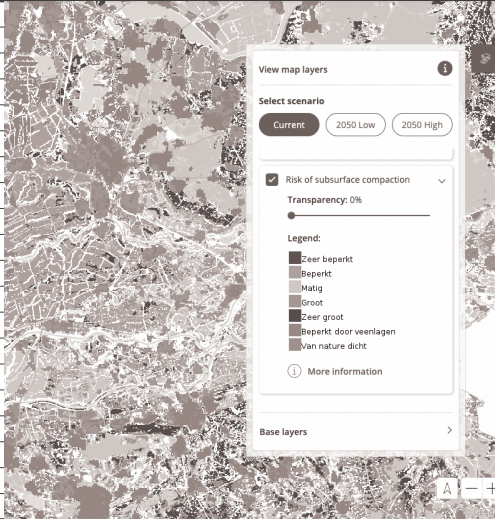 View map layers
Select scenario
Current
2050 Low
2050 High
Risk of subsurface compaction
Transparency: 0%
Legend:
Zeer beperkt
Beperkt
Matig
Groot
Zeer groot
Beperkt door veenlagen
Van nature dicht
More information
Base layers